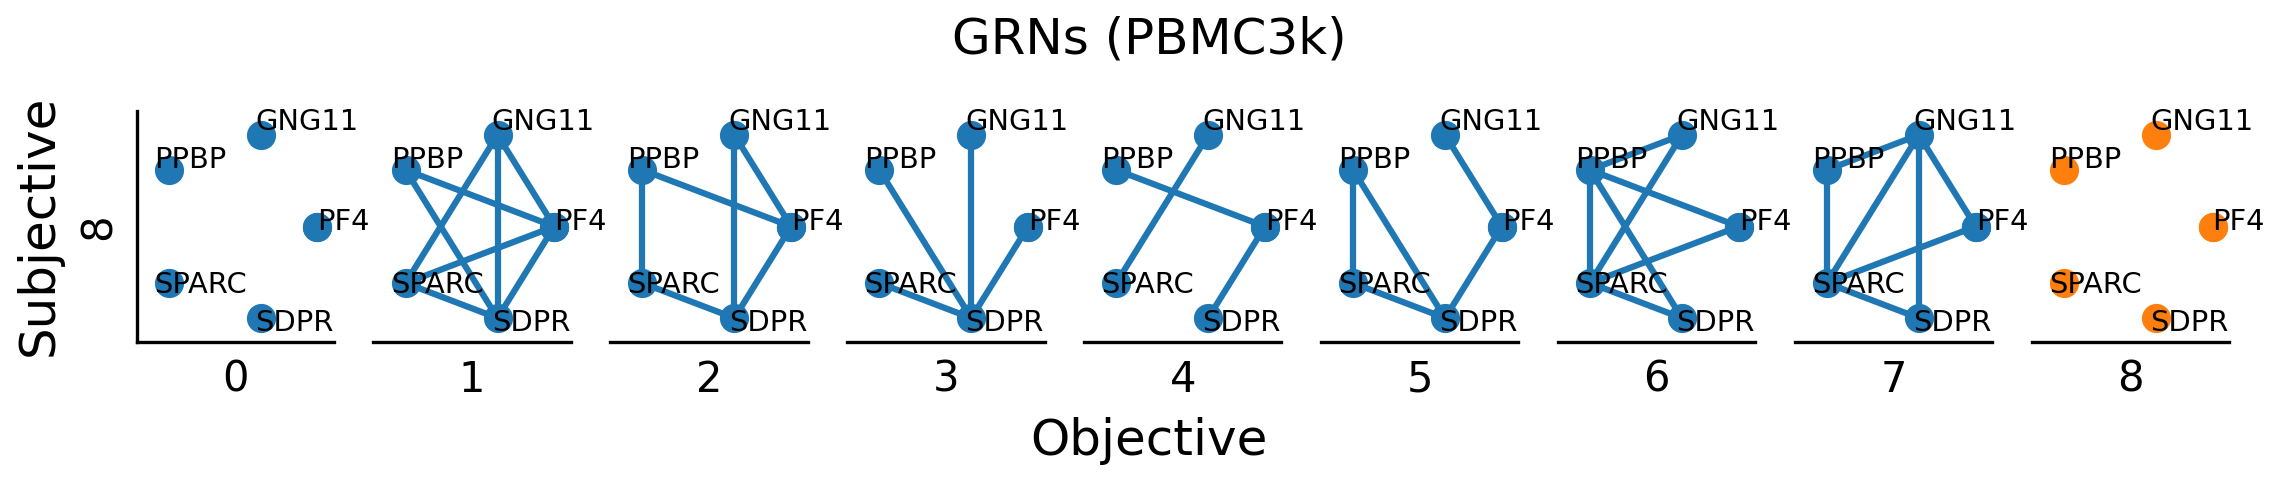 GRNs (PBMC3k)
Subjective
8
GNG11
PPBP
PF4
SPARC
SDPR
0
GNG11
PPBP
PF4
SPARC
SDPR
1
GNG11
PPBP
PF4
SPARC
SDPR
2
GNG11
PPBP
PF4
SPARC
SDPR
3
GNG11
PPBP
PF4
SPARC
SDPR
4
GNG11
PPBP
PF4
SPARC
SDPR
5
GNG11
PPBP
PF4
SPARC
SDPR
6
GNG11
PPBP
PF4
SPARC
SDPR
7
GNG11
PPBP
PF4
SPARC
SDPR
8
Objective